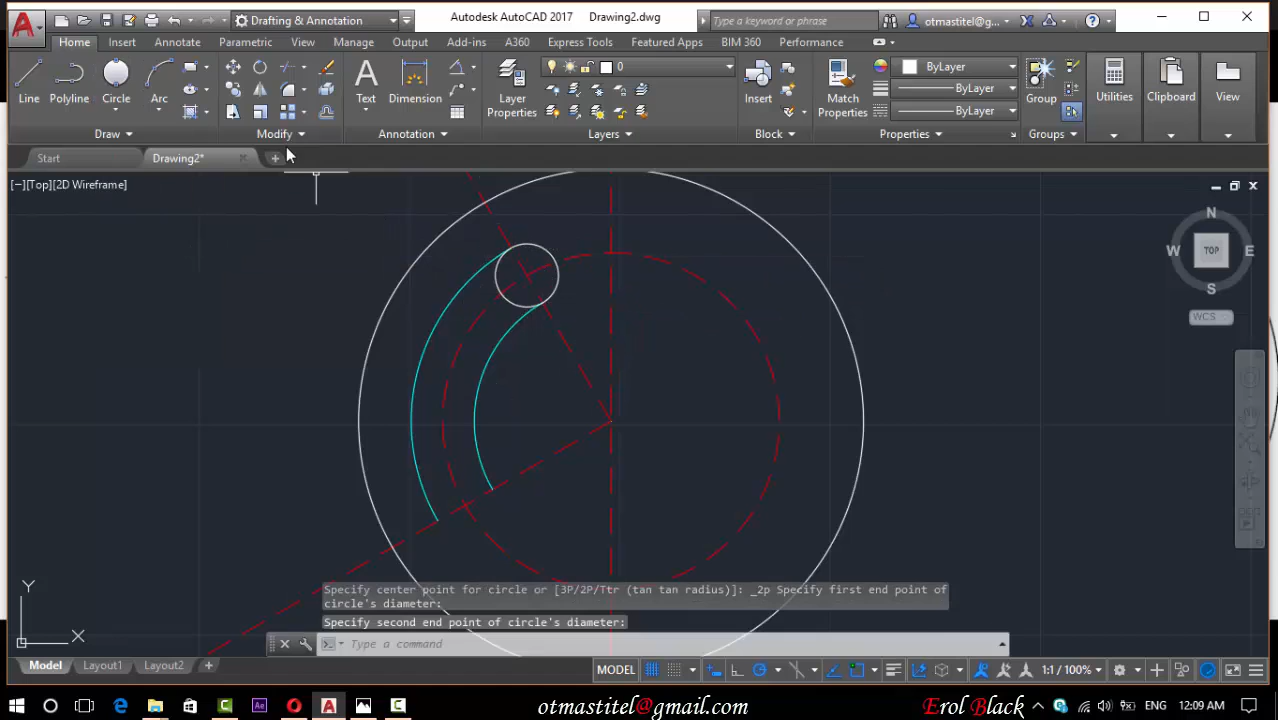 Drafting & Annotation
Autodesk AutoCAD 2017 Drawing2.dwg
Type a keyword or phrase
otmastitel@g...
Home Insert Annotate Parametric View Manage Output Add-ins A360 Express Tools Featured Apps BIM 360 Performance
0
ByLayer
ByLayer
ByLayer
Line Polyline Circle Arc
Text Dimension
Layer Properties
Insert
Match Properties
Group
Utilities
Clipboard
View
Draw Modify Annotation Layers Block Properties Groups
Start Drawing2*
[−][Top][2D Wireframe]
N
W TOP E
S
WCS
Y
X
Specify center point for circle or [3P/2P/Ttr (tan tan radius)]: _2p Specify first end point of
circle's diameter:
Specify second end point of circle's diameter:
Type a command
Model Layout1 Layout2 +
MODEL 1:1 / 100%
Ae
otmastitel@gmail.com
Erol Black
ENG 12:09 AM